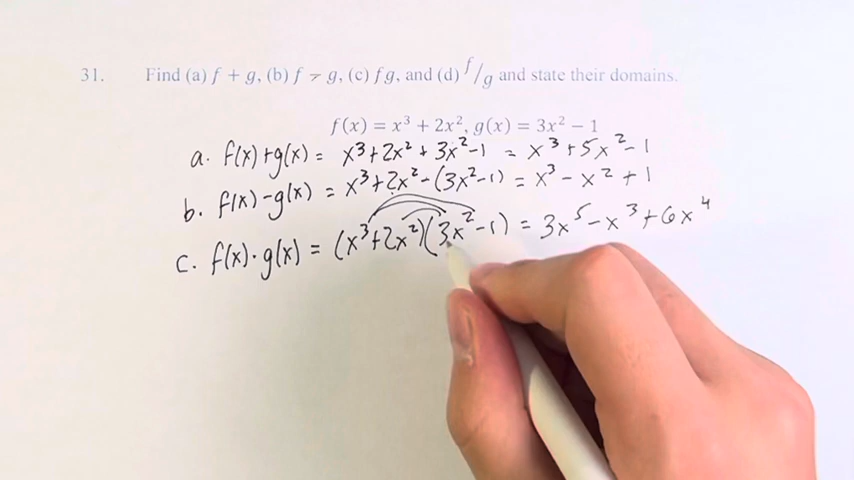 31. Find (a) f + g, (b) f - g, (c) fg, and (d) f/g and state their domains.
f(x) = x³ + 2x², g(x) = 3x² − 1
a. f(x)+g(x) = x³+2x² + 3x²-1 = x³+5x²-1
b. f(x)-g(x) = x³+2x²-(3x²-1) = x³-x²+1
c. f(x)·g(x) = (x³+2x²)(3x²-1) = 3x⁵-x³+6x⁴